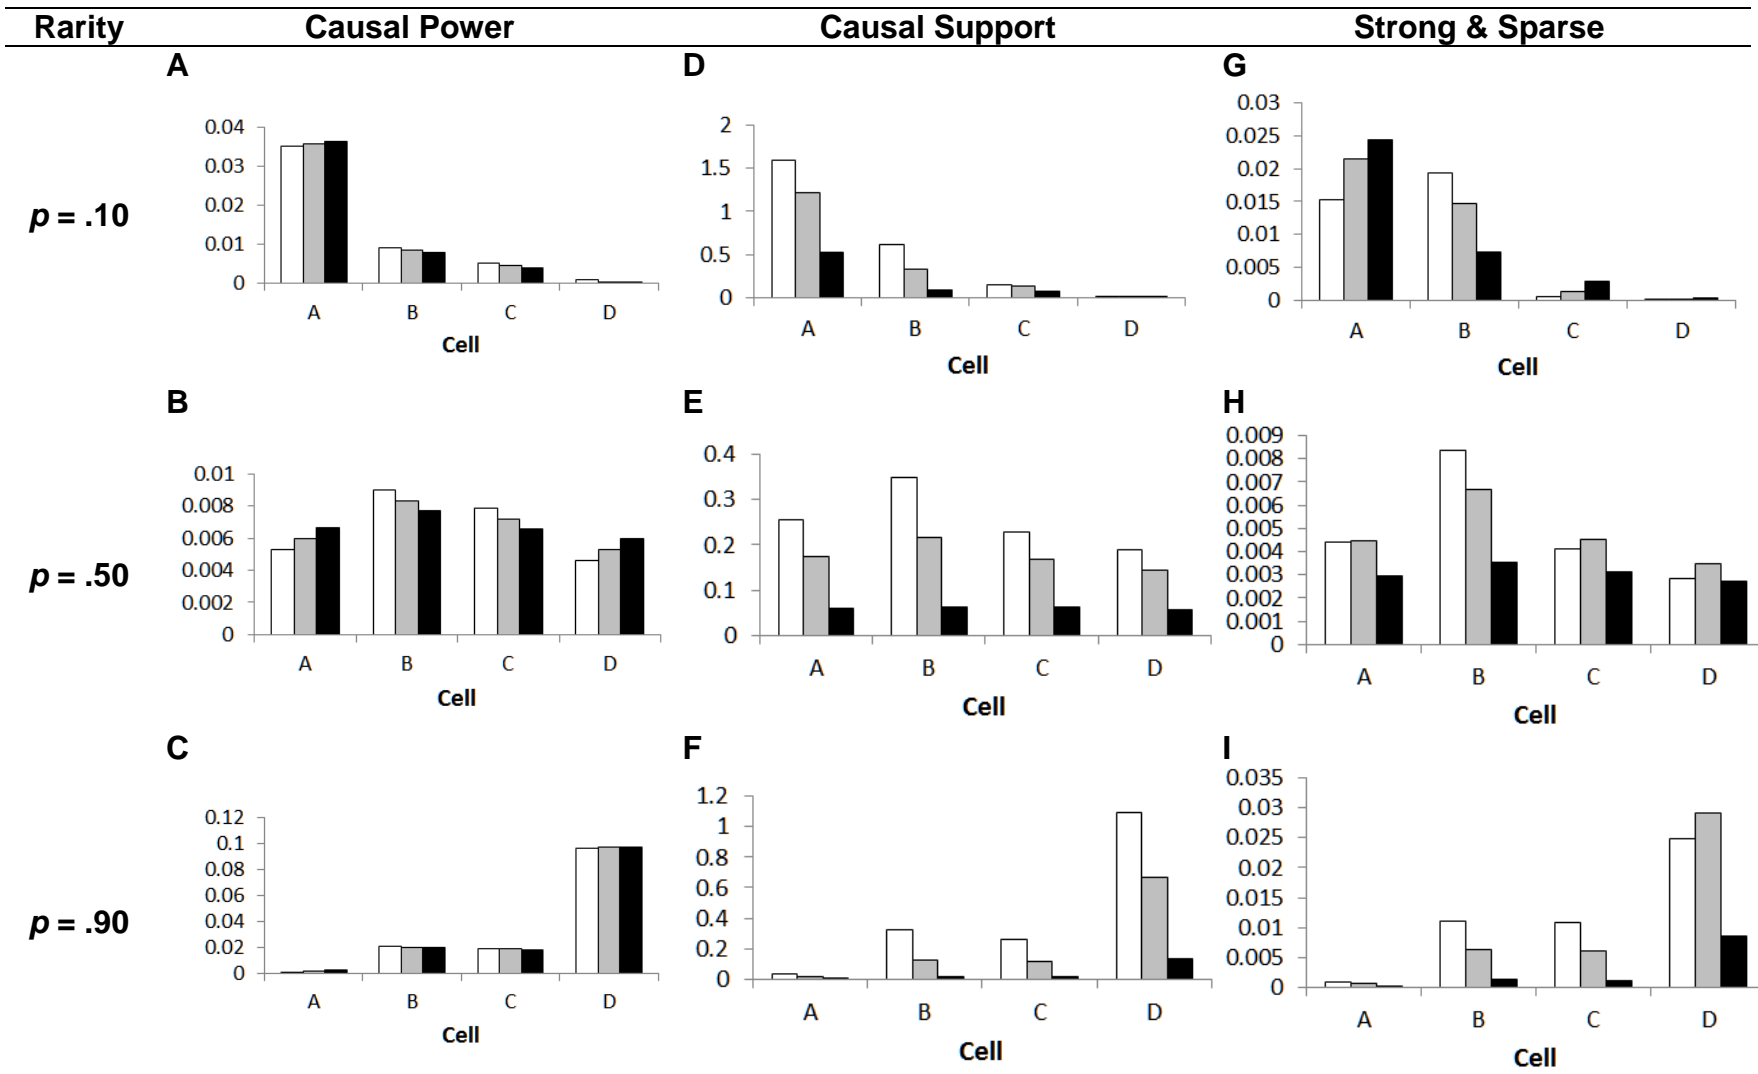 Rarity Causal Power Causal Support Strong & Sparse
A
0.04
0.03
0.02
0.01
0
A B C D
Cell
D
2
1.5
1
0.5
0
A B C D
Cell
G
0.03
0.025
0.02
0.015
0.01
0.005
0
A B C D
Cell
p = .10
B
0.01
0.008
0.006
0.004
0.002
0
A B C D
Cell
E
0.4
0.3
0.2
0.1
0
A B C D
Cell
H
0.009
0.008
0.007
0.006
0.005
0.004
0.003
0.002
0.001
0
A B C D
Cell
p = .50
C
0.12
0.1
0.08
0.06
0.04
0.02
0
A B C D
Cell
F
1.2
1
0.8
0.6
0.4
0.2
0
A B C D
Cell
I
0.035
0.03
0.025
0.02
0.015
0.01
0.005
0
A B C D
Cell
p = .90